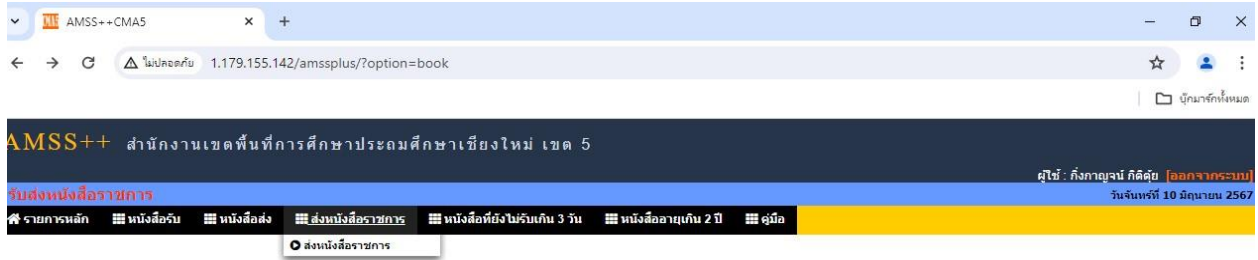 AMSS++CMA5
ไม่ปลอดภัย 1.179.155.142/amssplus/?option=book
บุ๊กมาร์กทั้งหมด
AMSS++ สำนักงานเขตพื้นที่การศึกษาประถมศึกษาเชียงใหม่ เขต 5
ผู้ใช้ : กิ่งกาญจน์ กิติตุ้ย [ออกจากระบบ]
รับส่งหนังสือราชการ วันจันทร์ที่ 10 มิถุนายน 2567
รายการหลัก หนังสือรับ หนังสือส่ง ส่งหนังสือราชการ หนังสือที่ยังไม่รับเกิน 3 วัน หนังสืออายุเกิน 2 ปี คู่มือ
ส่งหนังสือราชการ